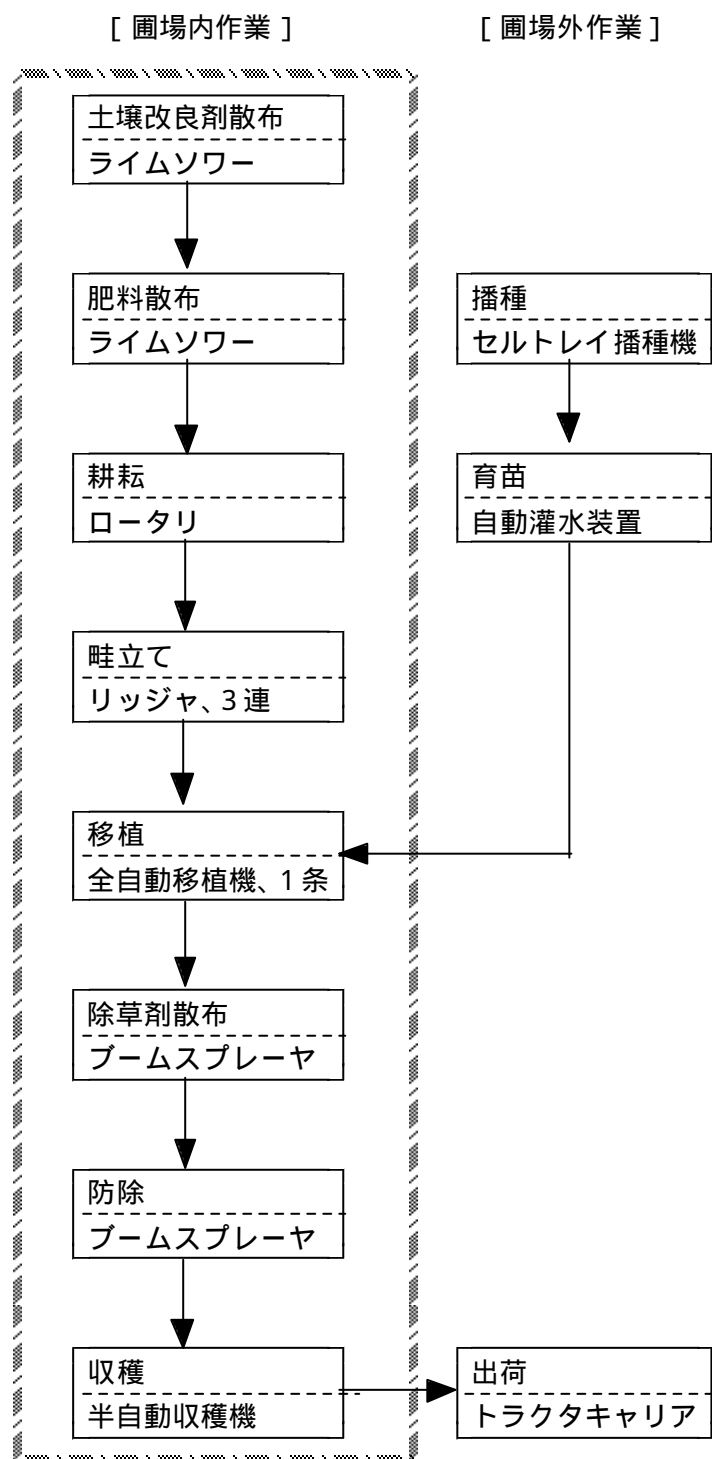 [ 圃場内作業 ]
[ 圃場外作業 ]
土壌改良剤散布
ライムソワー
肥料散布
ライムソワー
播種
セルトレイ播種機
耕耘
ロータリ
育苗
自動灌水装置
畦立て
リッジャ、3連
移植
全自動移植機、1条
除草剤散布
ブームスプレーヤ
防除
ブームスプレーヤ
収穫
半自動収穫機
出荷
トラクタキャリア